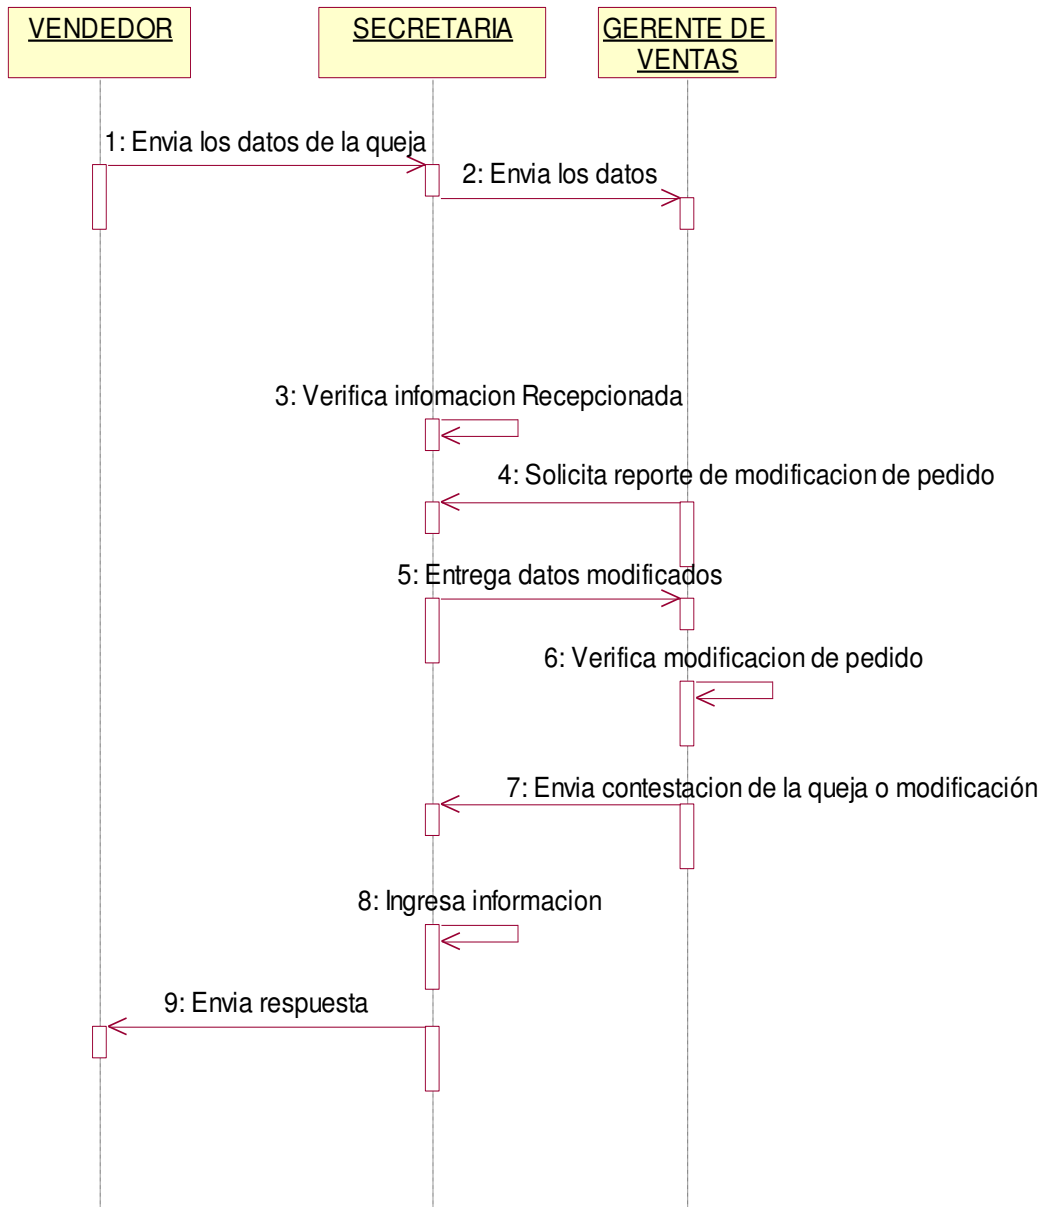 VENDEDOR
SECRETARIA
GERENTE DE
VENTAS
1: Envia los datos de la queja
2: Envia los datos
3: Verifica infomacion Recepcionada
4: Solicita reporte de modificacion de pedido
5: Entrega datos modificados
6: Verifica modificacion de pedido
7: Envia contestacion de la queja o modificación
8: Ingresa informacion
9: Envia respuesta